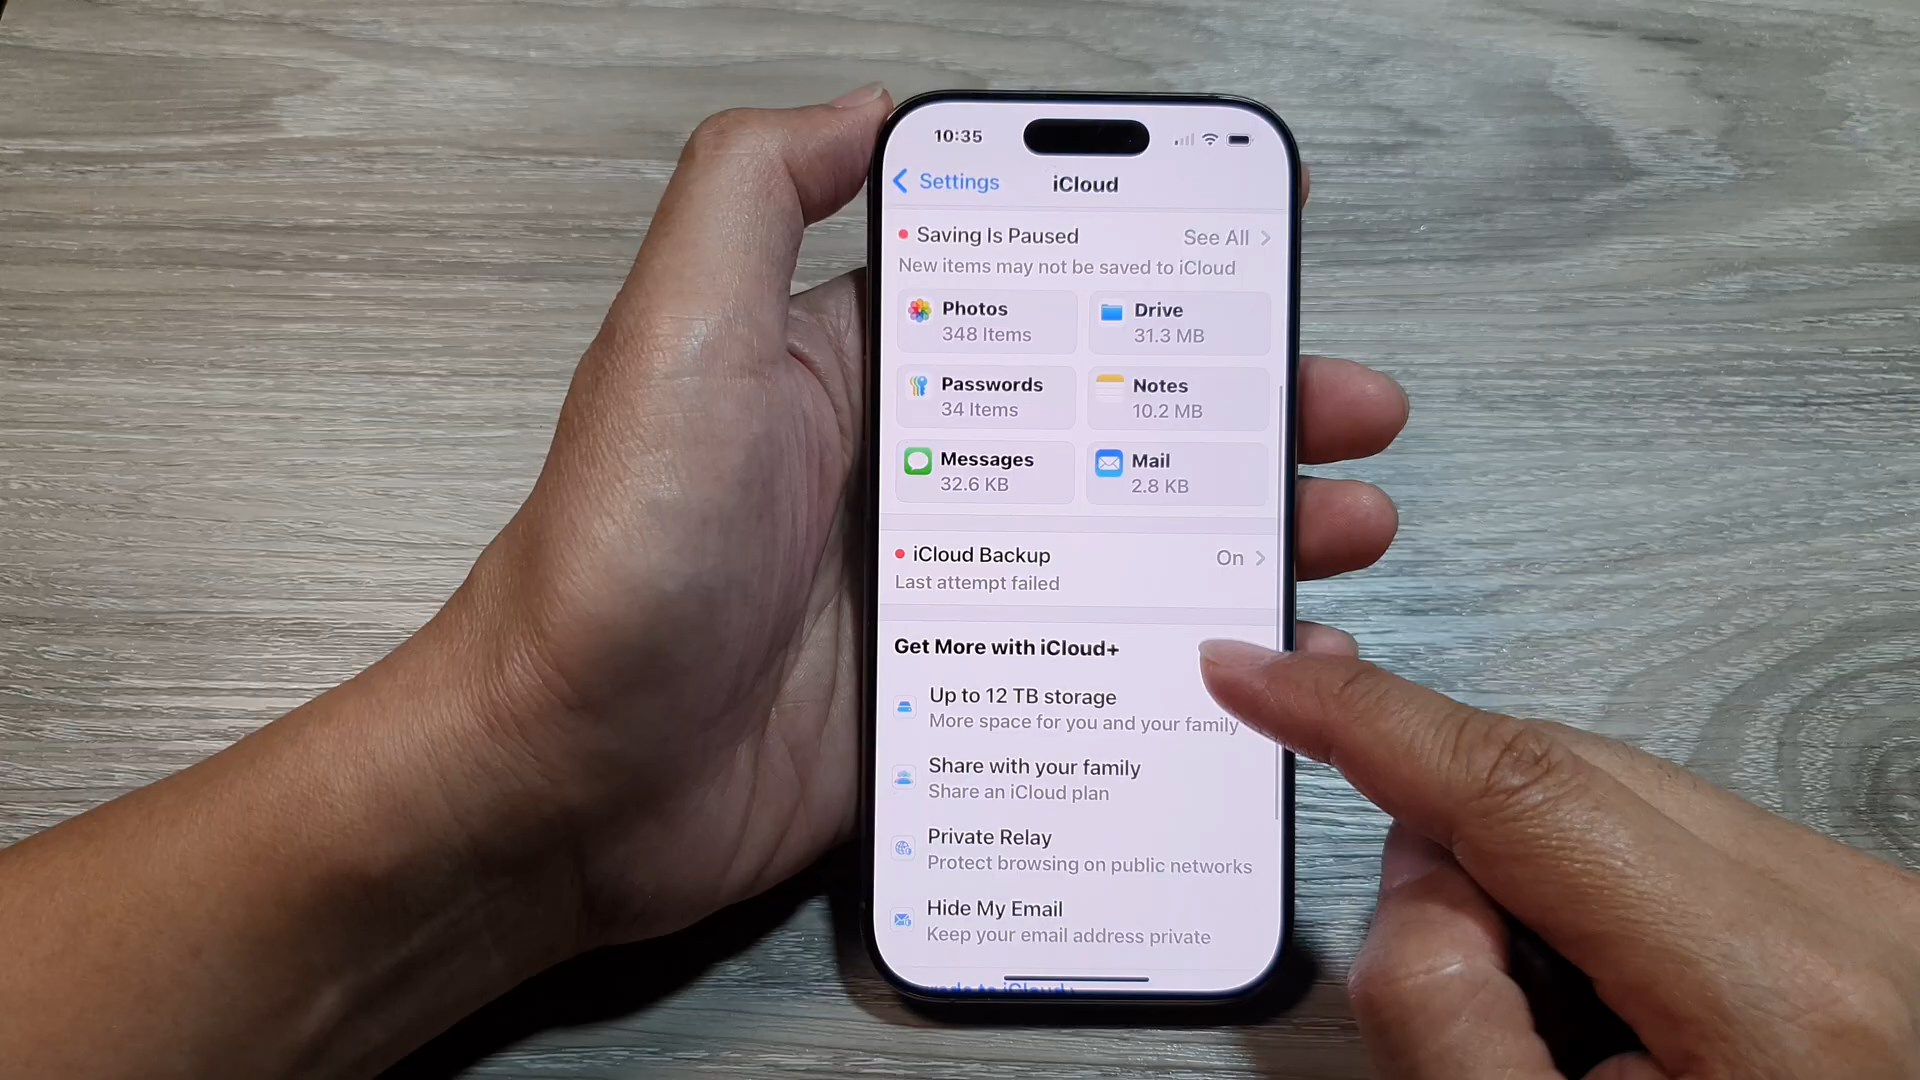 10:35
Settings
iCloud
Saving Is Paused
See All
New items may not be saved to iCloud
Photos
348 Items
Drive
31.3 MB
Passwords
34 Items
Notes
10.2 MB
Messages
32.6 KB
Mail
2.8 KB
iCloud Backup
On
Last attempt failed
Get More with iCloud+
Up to 12 TB storage
More space for you and your family
Share with your family
Share an iCloud plan
Private Relay
Protect browsing on public networks
Hide My Email
Keep your email address private
to iCloud+